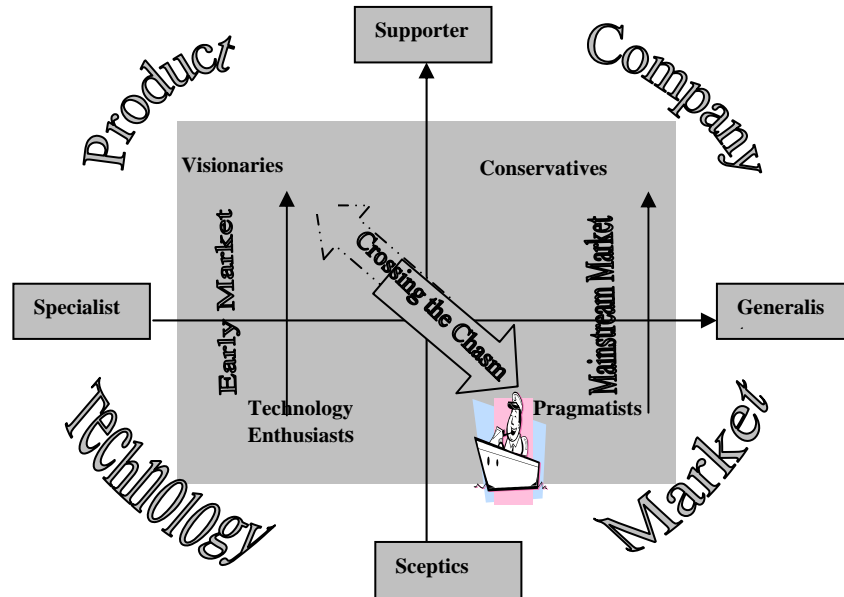 Supporter
Product
Company
Visionaries
Conservatives
Crossing the Chasm
Early Market
Mainstream Market
Specialist
Generalis
Technology
Enthusiasts
Pragmatists
Technology
Market
Sceptics